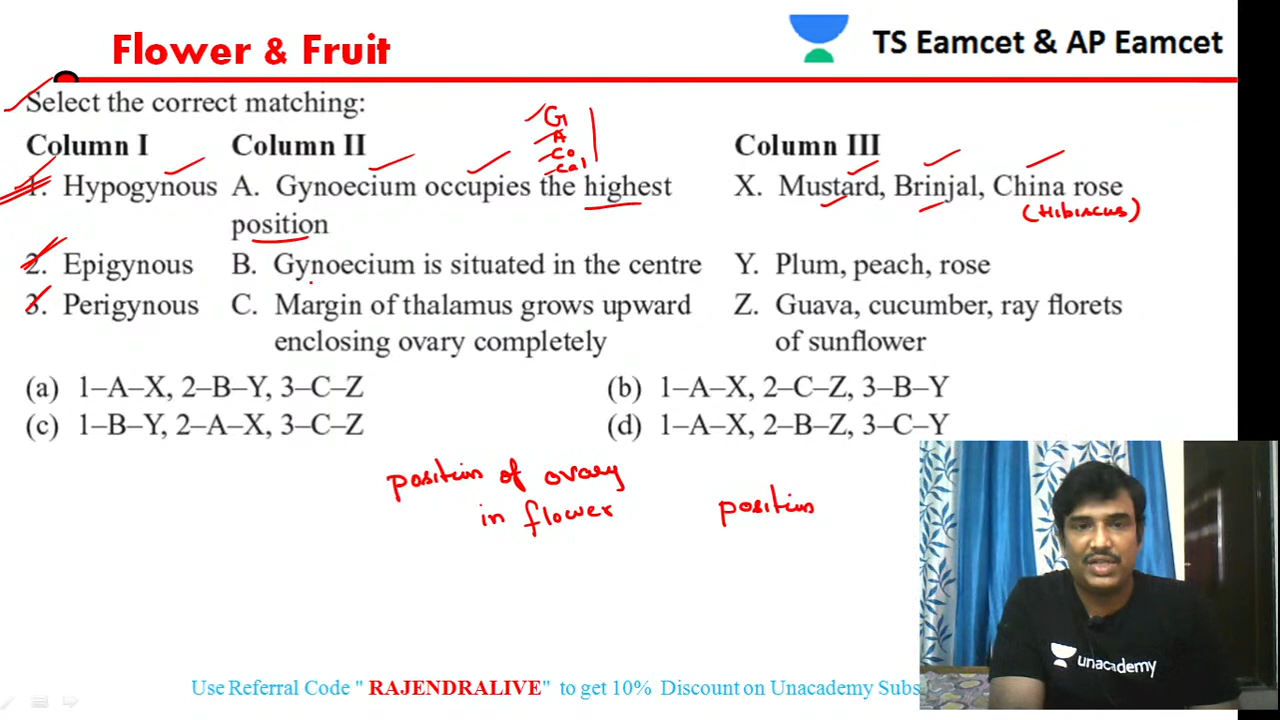 Flower & Fruit
TS Eamcet & AP Eamcet
Select the correct matching:
G
A
Co
Cal
Column I Column II Column III
1. Hypogynous A. Gynoecium occupies the highest X. Mustard, Brinjal, China rose
(Hibiscus)
position
2. Epigynous B. Gynoecium is situated in the centre Y. Plum, peach, rose
3. Perigynous C. Margin of thalamus grows upward Z. Guava, cucumber, ray florets
enclosing ovary completely of sunflower
(a) 1–A–X, 2–B–Y, 3–C–Z (b) 1–A–X, 2–C–Z, 3–B–Y
(c) 1–B–Y, 2–A–X, 3–C–Z (d) 1–A–X, 2–B–Z, 3–C–Y
position of ovary
in flower
position
unacademy
Use Referral Code " RAJENDRALIVE" to get 10% Discount on Unacademy Subs